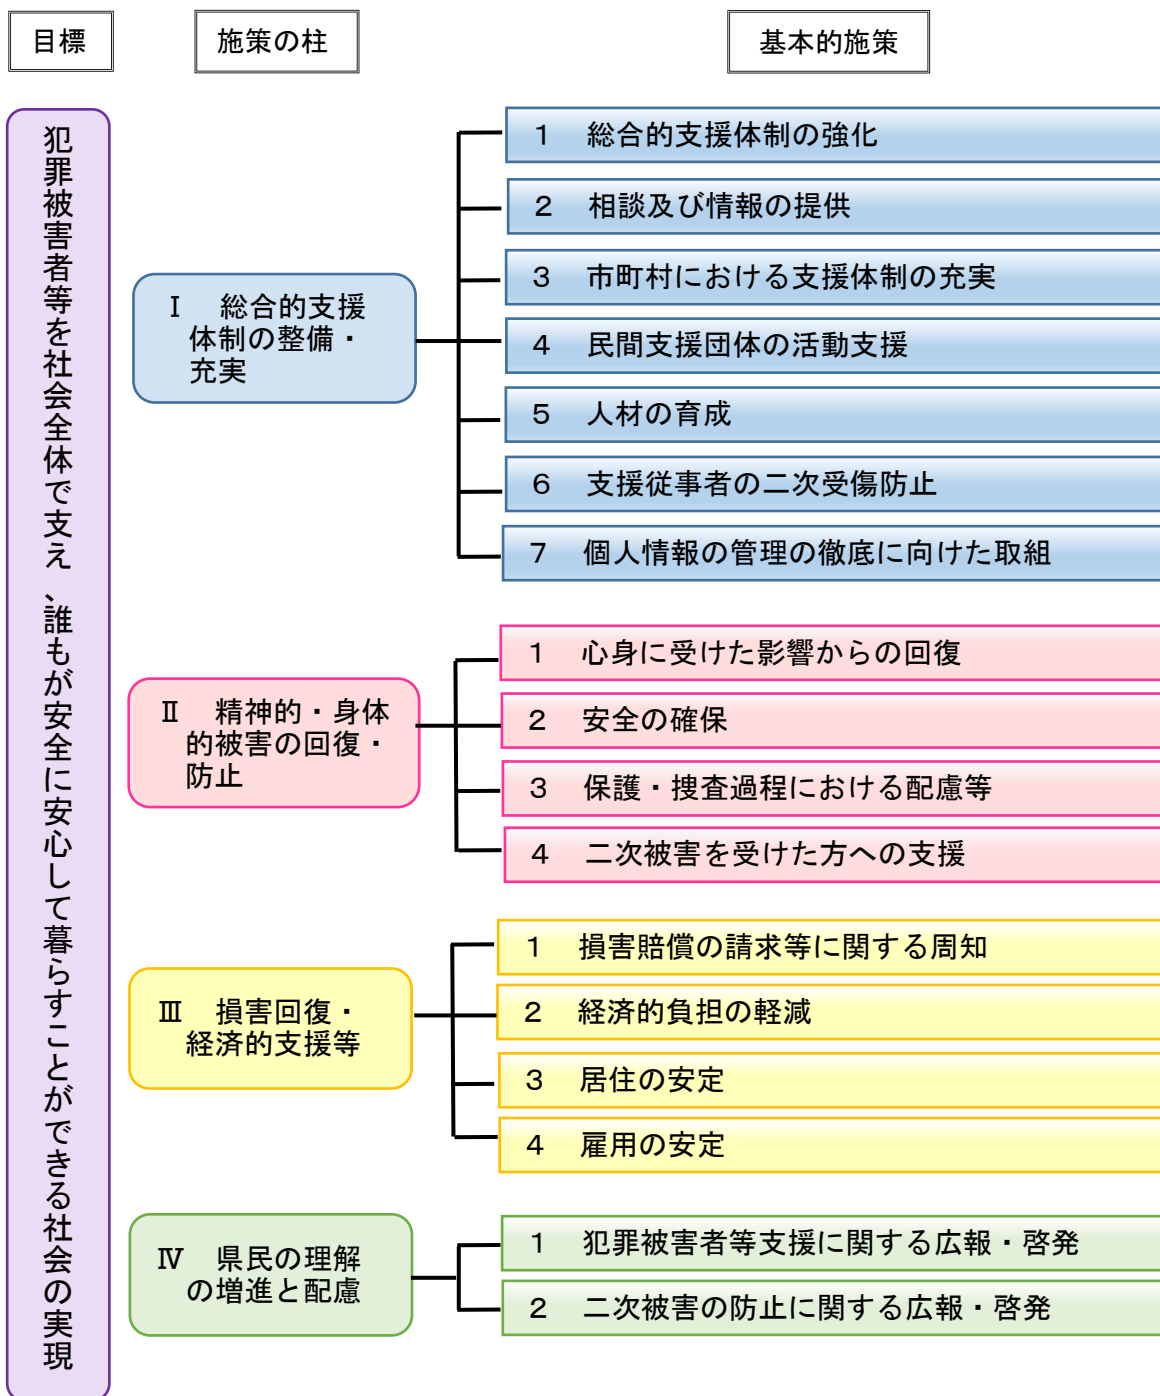 目標
施策の柱
基本的施策
犯罪被害者等を社会全体で支え、誰もが安全に安心して暮らすことができる社会の実現
Ⅰ　総合的支援
体制の整備・
充実
１　総合的支援体制の強化
２　相談及び情報の提供
３　市町村における支援体制の充実
４　民間支援団体の活動支援
５　人材の育成
６　支援従事者の二次受傷防止
７　個人情報の管理の徹底に向けた取組
Ⅱ　精神的・身体
的被害の回復・
防止
１　心身に受けた影響からの回復
２　安全の確保
３　保護・捜査過程における配慮等
４　二次被害を受けた方への支援
Ⅲ　損害回復・
経済的支援等
１　損害賠償の請求等に関する周知
２　経済的負担の軽減
３　居住の安定
４　雇用の安定
Ⅳ　県民の理解
の増進と配慮
１　犯罪被害者等支援に関する広報・啓発
２　二次被害の防止に関する広報・啓発